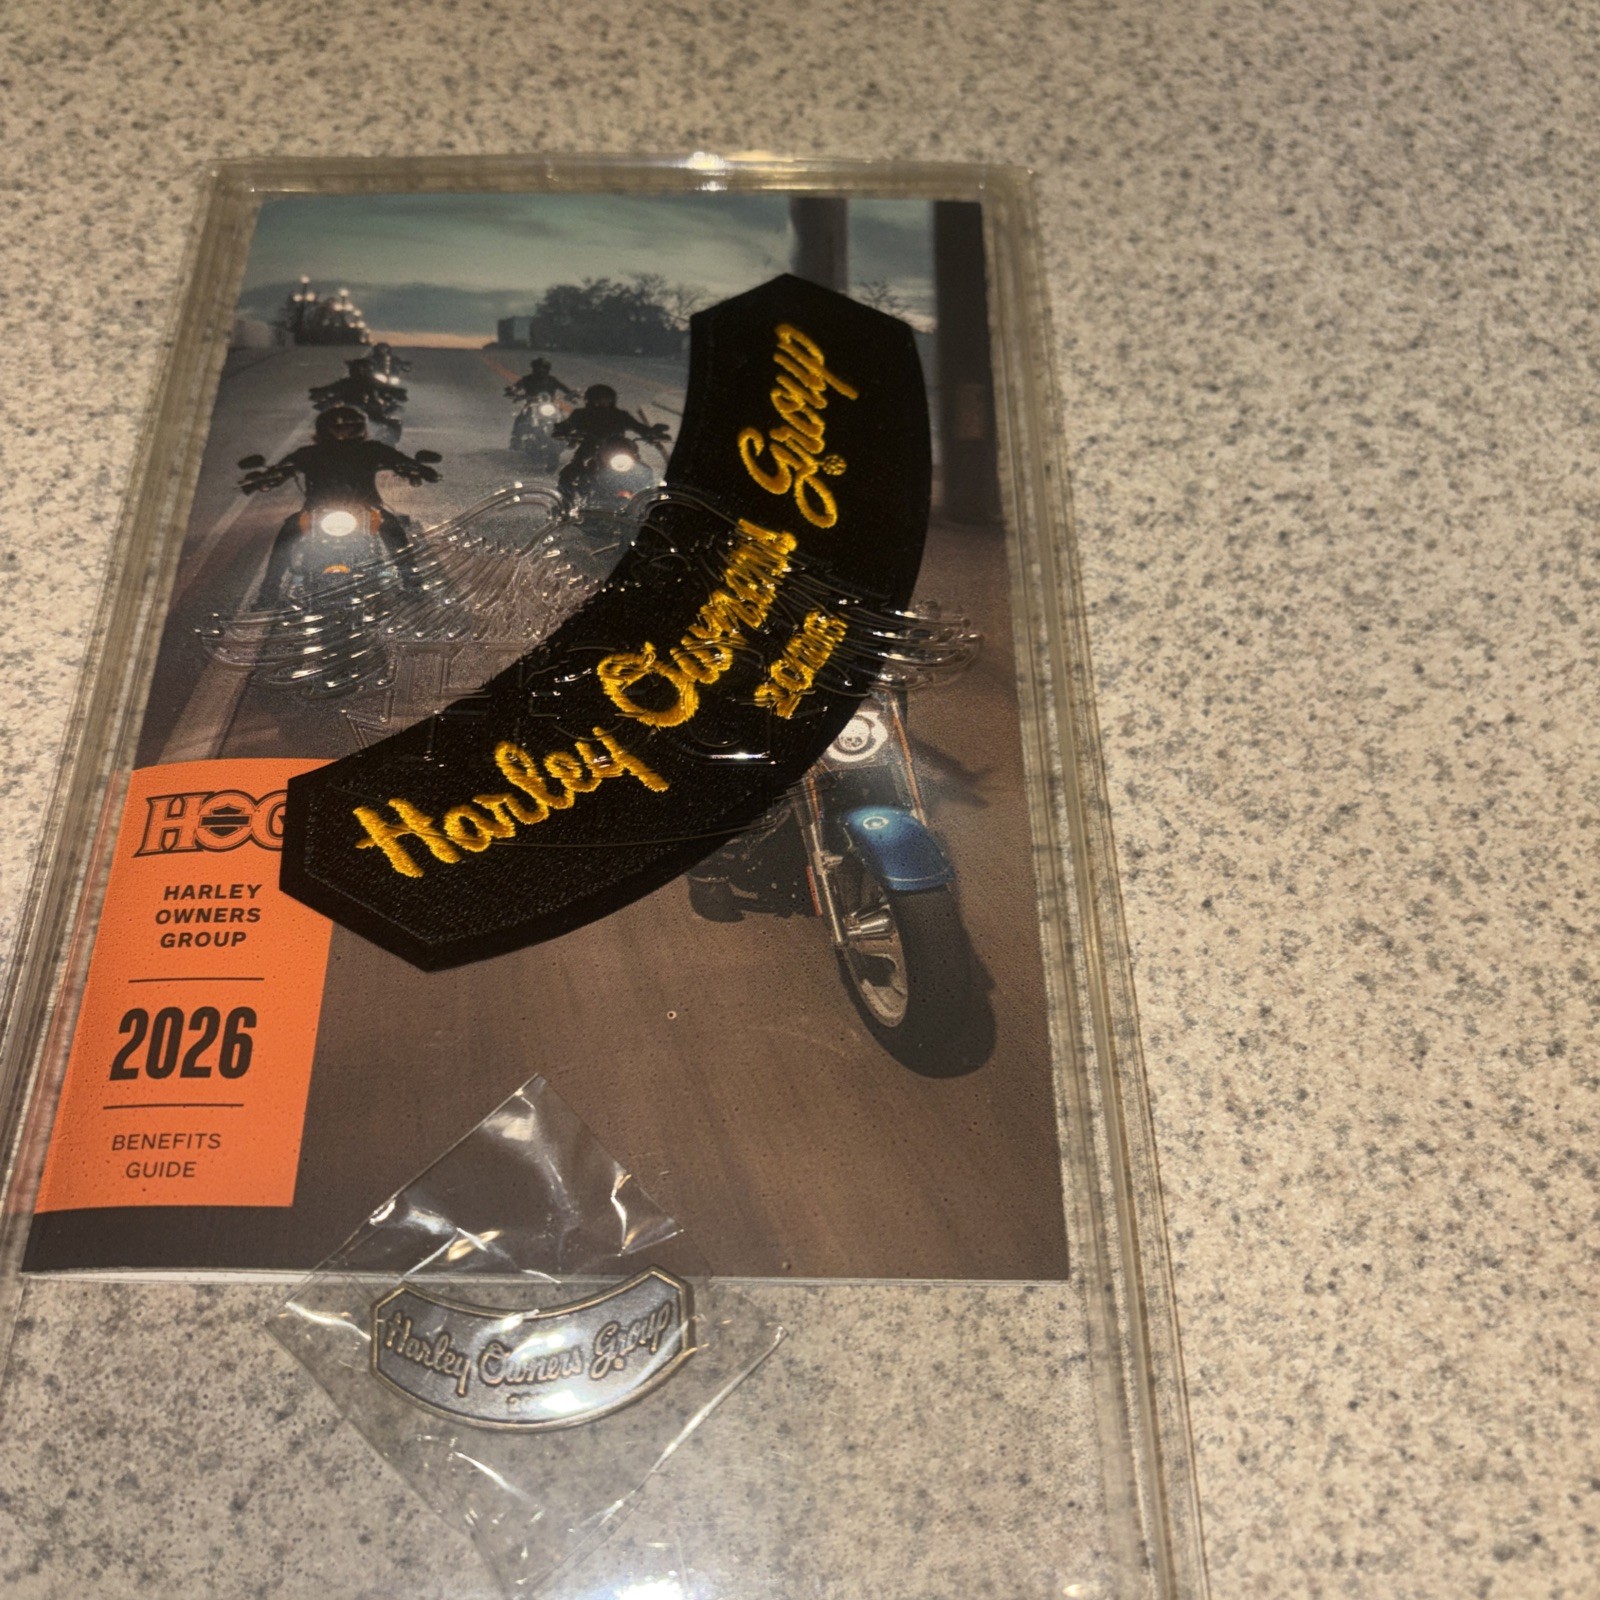 Harley Owners Group
HOG
HARLEY
OWNERS
GROUP
2026
BENEFITS
GUIDE
Harley Owners Group